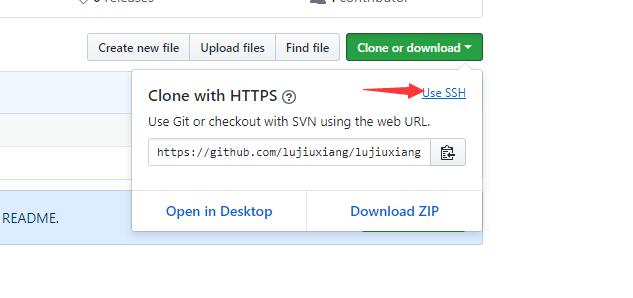 releases
contributor
Create new file Upload files Find file Clone or download
Clone with HTTPS
Use SSH
Use Git or checkout with SVN using the web URL.
https://github.com/lujiuxiang/lujiuxiang
Open in Desktop Download ZIP
README.